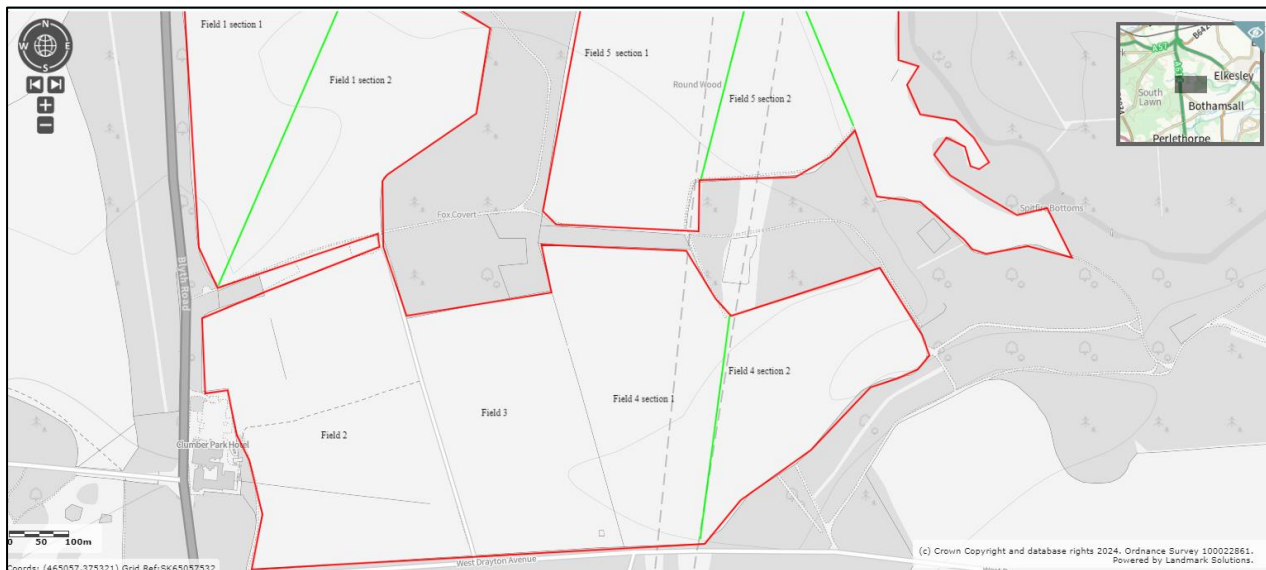 Field 1 section 1
Field 1 section 2
Field 5 section 1
Round Wood
Field 5 section 2
N
W
E
S
A57
B64
Elkesley
South
Lawn
Bothamsall
Perlethorpe
Fox Covert
Spitfire Bottoms
Blyth Road
Field 4 section 2
Field 4 section 1
Field 3
Field 2
Clumber Park Hotel
0 50 100m
West Drayton Avenue
Coords: (465057,375321) Grid Ref:SK65057532
(c) Crown Copyright and database rights 2024. Ordnance Survey 100022861.
Powered by Landmark Solutions.